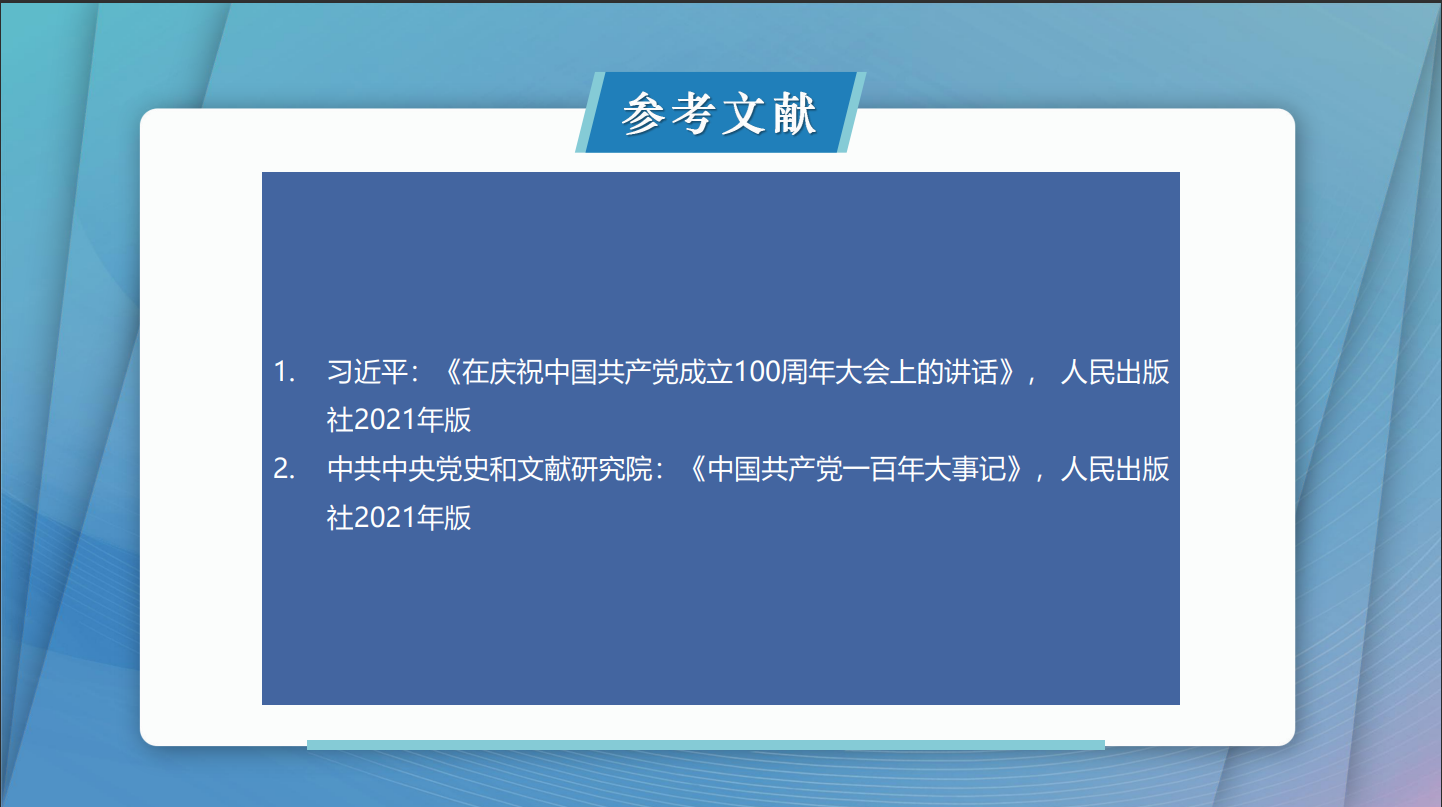 参考文献
1. 习近平：《在庆祝中国共产党成立100周年大会上的讲话》， 人民出版
社2021年版
2. 中共中央党史和文献研究院：《中国共产党一百年大事记》，人民出版
社2021年版